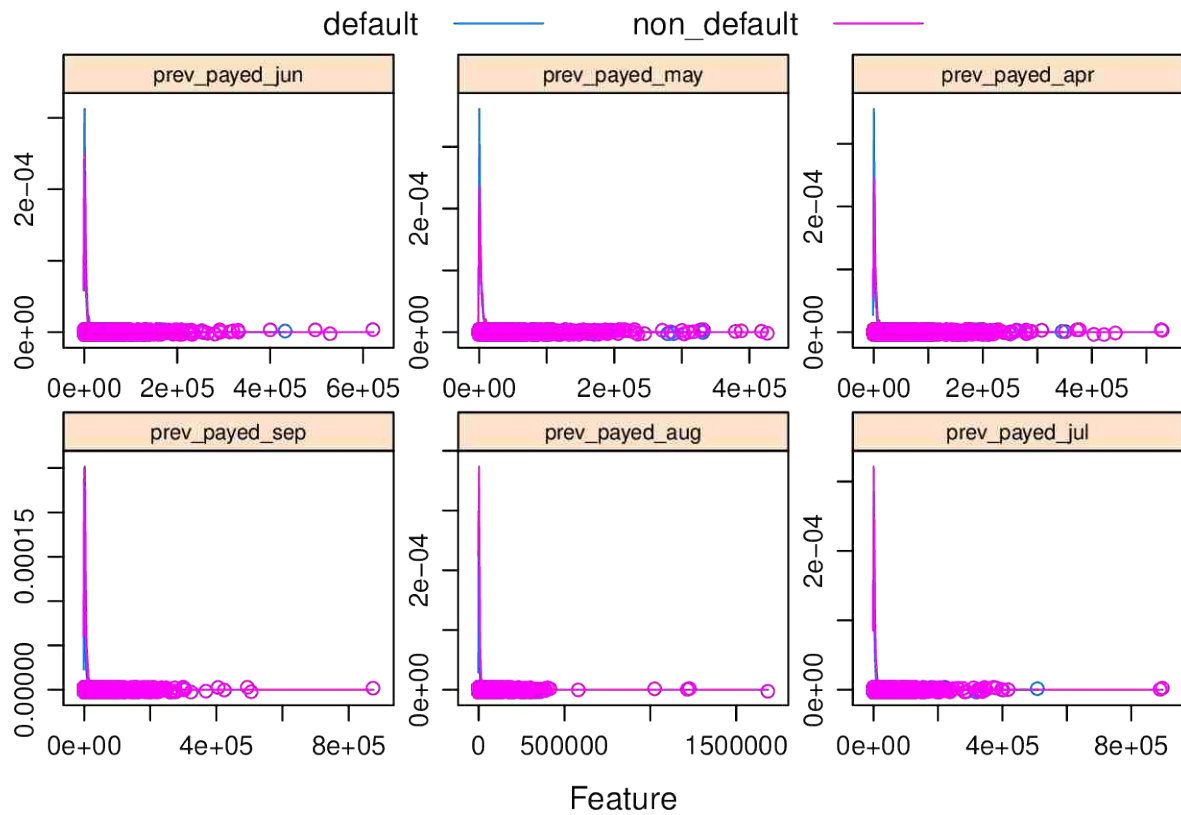 default non_default
prev_payed_jun prev_payed_may prev_payed_apr
0e+00 2e-04 0e+00 2e-04 0e+00 2e-04
0e+00 2e+05 4e+05 6e+05 0e+00 2e+05 4e+05 0e+00 2e+05 4e+05
prev_payed_sep prev_payed_aug prev_payed_jul
0.00000 0.00015 0e+00 2e-04 0e+00 2e-04
0e+00 4e+05 8e+05 0 500000 1500000 0e+00 4e+05 8e+05
Feature